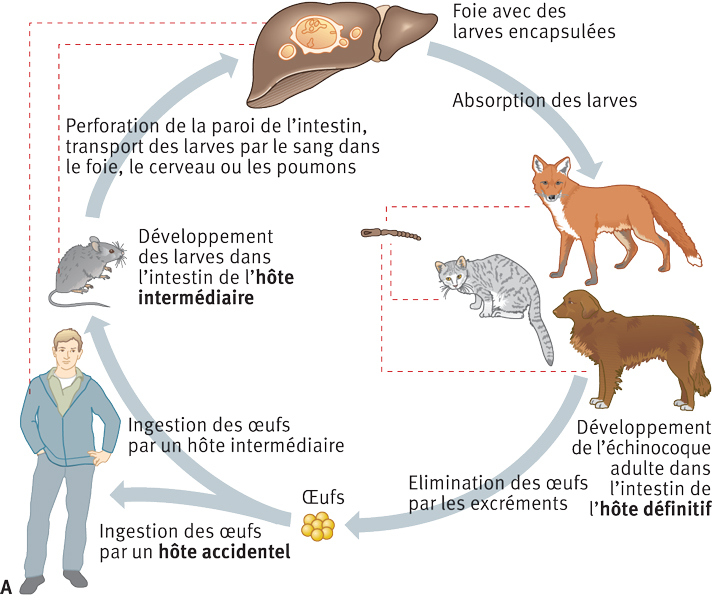 Foie avec des
larves encapsulées
Absorption des larves
Perforation de la paroi de l’intestin,
transport des larves par le sang dans
le foie, le cerveau ou les poumons
Développement
des larves dans
l’intestin de l’hôte
intermédiaire
Ingestion des œufs
par un hôte intermédiaire
Développement
de l’échinocoque
adulte dans
l’intestin de
l’hôte définitif
Elimination des œufs
par les excréments
Œufs
Ingestion des œufs
par un hôte accidentel
A